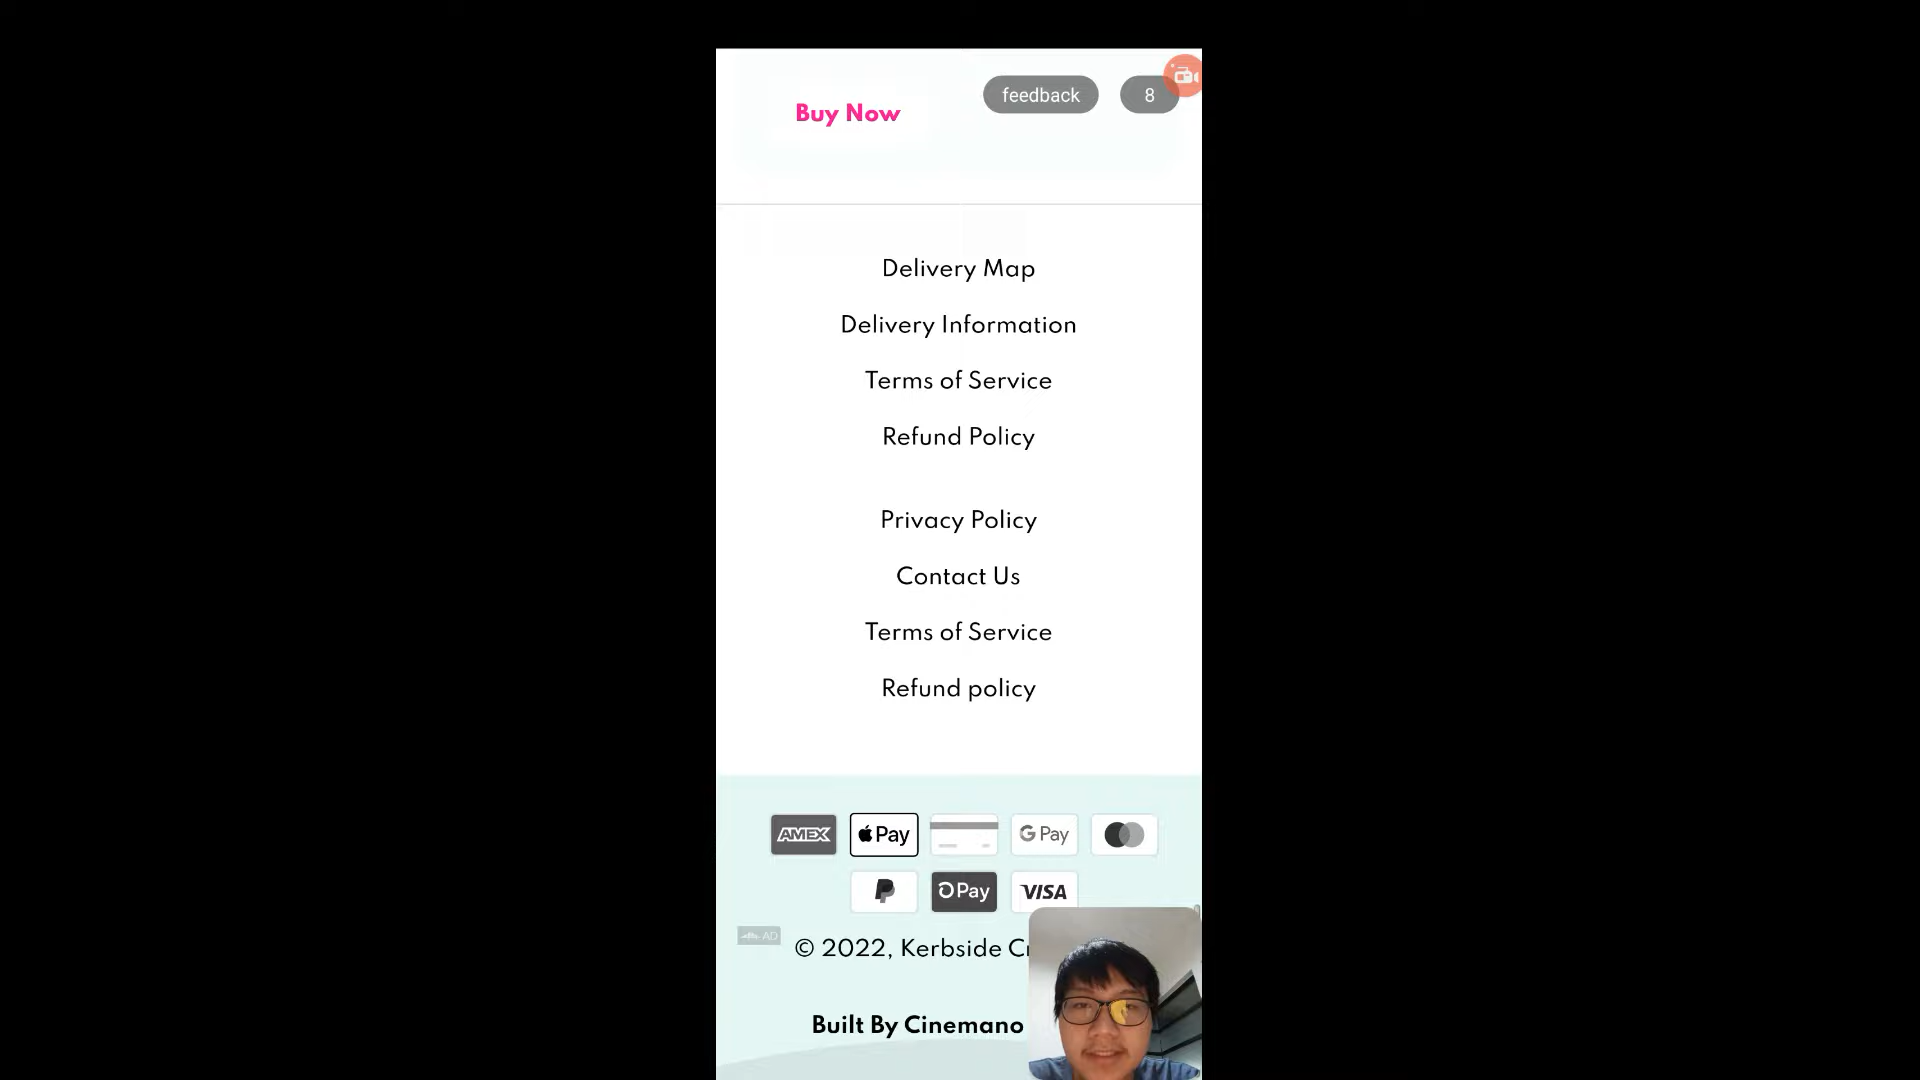 feedback
8
Buy Now
Delivery Map
Delivery Information
Terms of Service
Refund Policy
Privacy Policy
Contact Us
Terms of Service
Refund policy
AMEX
Pay
G Pay
Pay
VISA
AD
© 2022, Kerbside
Built By Cinemano